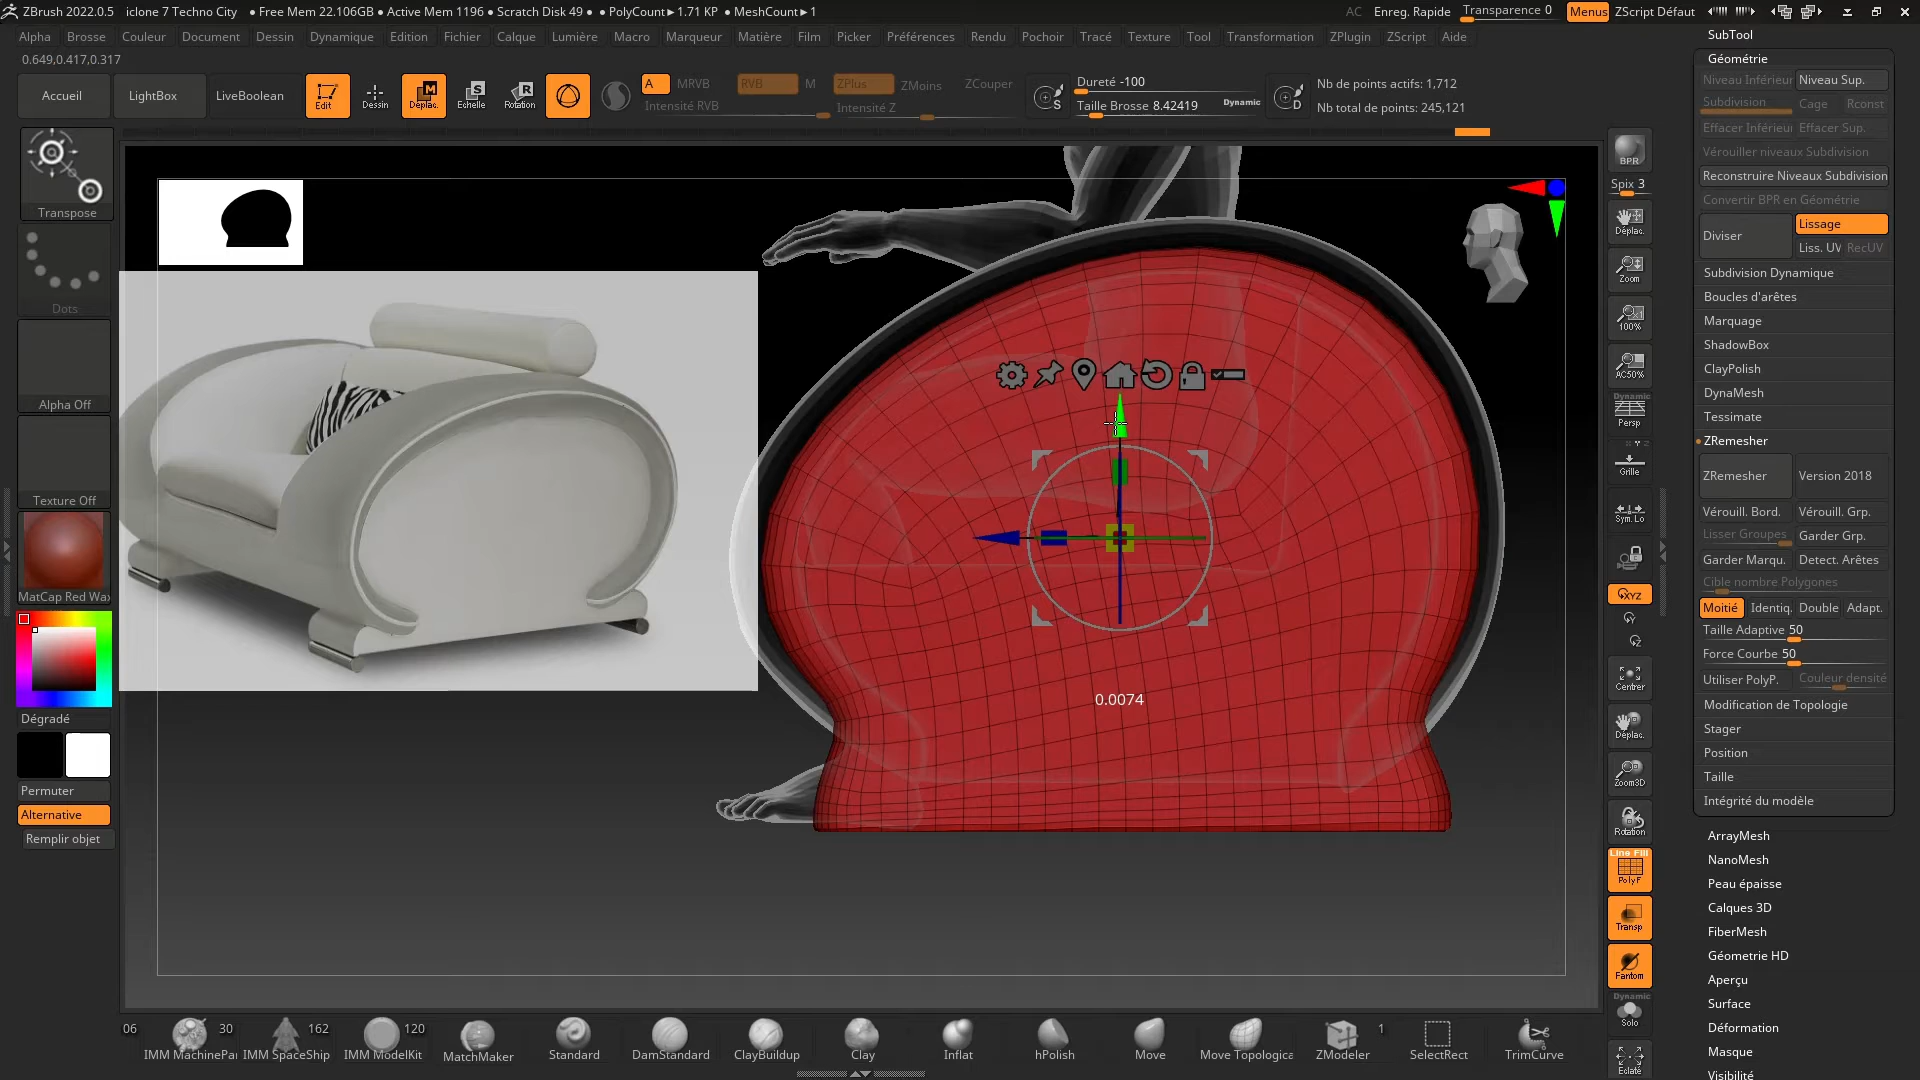 ZBrush 2022.0.5 iclone 7 Techno City • Free Mem 22.106GB • Active Mem 1196 • Scratch Disk 49 • • PolyCount►1.71 KP • MeshCount►1 AC Enreg. Rapide Transparence 0 Menus ZScript Défaut
Alpha Brosse Couleur Document Dessin Dynamique Edition Fichier Calque Lumière Macro Marqueur Matière Film Picker Préférences Rendu Pochoir Tracé Texture Tool Transformation ZPlugin ZScript Aide
0.649,0.417,0.317
Accueil LightBox LiveBoolean Edit Dessin Déplac. Echelle Rotation
A MRVB RVB M ZPlus ZMoins ZCouper
Intensité RVB Intensité Z
S Dureté -100
Taille Brosse 8.42419 Dynamic D
Nb de points actifs: 1,712
Nb total de points: 245,121
Transpose
Dots
Alpha Off
Texture Off
MatCap Red Wax
Dégradé
Permuter
Alternative
Remplir objet
0.0074
BPR
Spix 3
Déplac.
Zoom
100%
AC50%
Dynamic
Persp
Grille
Sym. Lo
XYZ
Centrer
Déplac.
Zoom3D
Rotation
Line Fill
PolyF
Transp
Fantom
Dynamic
Solo
Eclaté
SubTool
Géométrie
Niveau Inférieur Niveau Sup.
Subdivision Cage Rconst
Effacer Inférieur Effacer Sup.
Vérouiller niveaux Subdivision
Reconstruire Niveaux Subdivision
Convertir BPR en Géométrie
Diviser Lissage
Liss. UV RecUV
Subdivision Dynamique
Boucles d'arêtes
Marquage
ShadowBox
ClayPolish
DynaMesh
Tessimate
ZRemesher
ZRemesher Version 2018
Vérouill. Bord. Vérouill. Grp.
Lisser Groupes Garder Grp.
Garder Marqu. Detect. Arêtes
Cible nombre Polygones
Moitié Identiq. Double Adapt.
Taille Adaptive 50
Force Courbe 50
Utiliser PolyP. Couleur densité
Modification de Topologie
Stager
Position
Taille
Intégrité du modèle
ArrayMesh
NanoMesh
Peau épaisse
Calques 3D
FiberMesh
Géometrie HD
Aperçu
Surface
Déformation
Masque
Visibilité
06 30 162 120 1
IMM MachinePar IMM SpaceShip IMM ModelKit MatchMaker Standard DamStandard ClayBuildup Clay Inflat hPolish Move Move Topologica ZModeler SelectRect TrimCurve